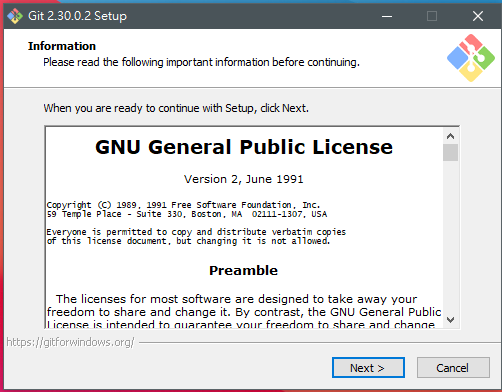 Git 2.30.0.2 Setup
Information
Please read the following important information before continuing.
When you are ready to continue with Setup, click Next.
GNU General Public License
Version 2, June 1991
Copyright (C) 1989, 1991 Free Software Foundation, Inc.
59 Temple Place - Suite 330, Boston, MA  02111-1307, USA
Everyone is permitted to copy and distribute verbatim copies
of this license document, but changing it is not allowed.
Preamble
The licenses for most software are designed to take away your
freedom to share and change it. By contrast, the GNU General Public
License is intended to guarantee your freedom to share and change
https://gitforwindows.org/
Next >
Cancel